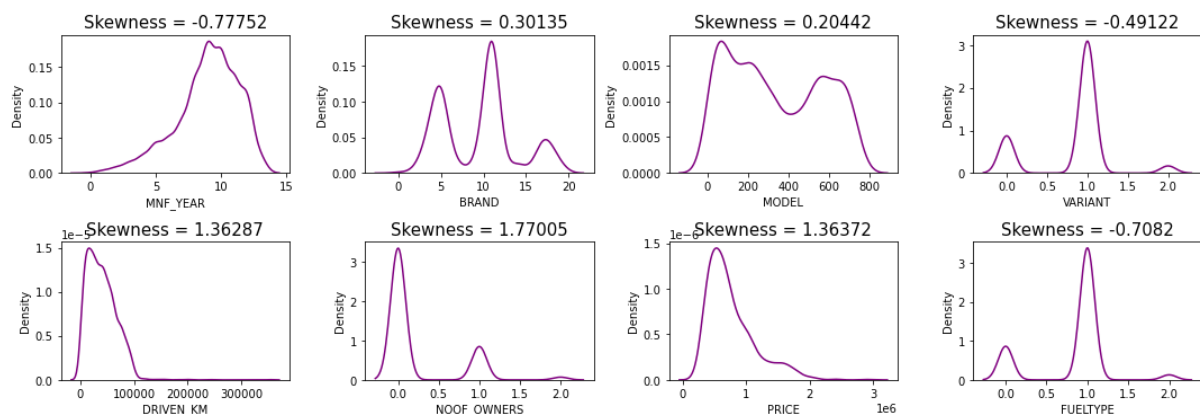 Skewness = -0.77752
Skewness = 0.30135
Skewness = 0.20442
Skewness = -0.49122
Density
0.15
0.10
0.05
0.00
0
5
10
15
MNF_YEAR
Density
0.15
0.10
0.05
0.00
0
5
10
15
20
BRAND
Density
0.0015
0.0010
0.0005
0.0000
0
200
400
600
800
MODEL
Density
3
2
1
0
0.0
0.5
1.0
1.5
2.0
VARIANT
Skewness = 1.36287
Skewness = 1.77005
Skewness = 1.36372
Skewness = -0.7082
1e-5
Density
1.5
1.0
0.5
0.0
0
100000
200000
300000
DRIVEN_KM
Density
3
2
1
0
0.0
0.5
1.0
1.5
2.0
NOOF_OWNERS
1e-6
Density
1.5
1.0
0.5
0.0
0
1
2
3
1e6
PRICE
Density
3
2
1
0
0.0
0.5
1.0
1.5
2.0
FUELTYPE